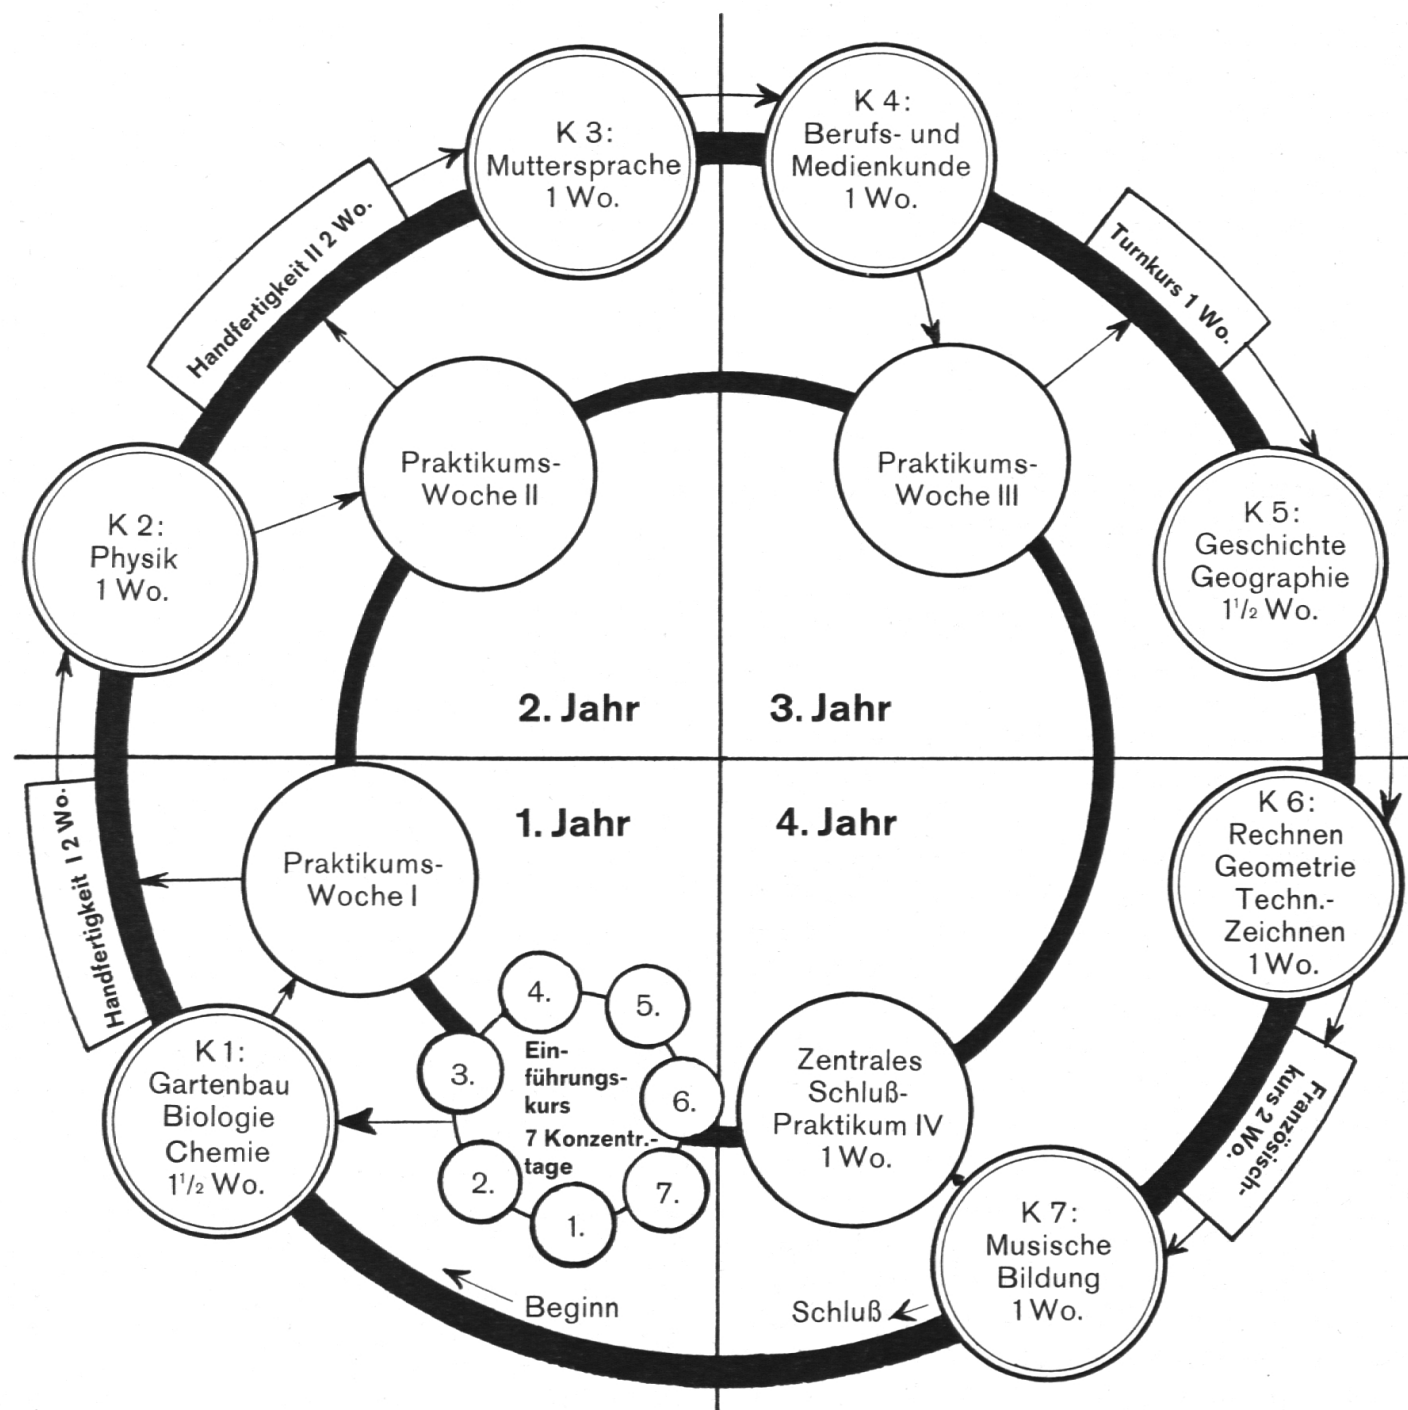 K 3:
Muttersprache
1 Wo.
K 4:
Berufs- und
Medienkunde
1 Wo.
Handfertigkeit II 2 Wo.
Turnkurs 1 Wo.
Praktikums-
Woche II
Praktikums-
Woche III
K 2:
Physik
1 Wo.
K 5:
Geschichte
Geographie
1 1/2 Wo.
2. Jahr
3. Jahr
1. Jahr
4. Jahr
Handfertigkeit I 2 Wo.
Praktikums-
Woche I
K 6:
Rechnen
Geometrie
Techn.-
Zeichnen
1 Wo.
K 1:
Gartenbau
Biologie
Chemie
1 1/2 Wo.
4.
5.
3.
6.
2.
7.
1.
Ein-
führungs-
kurs
7 Konzentr.-
tage
Zentrales
Schluß-
Praktikum IV
1 Wo.
Französisch-
kurs 2 Wo.
K 7:
Musische
Bildung
1 Wo.
Beginn
Schluß